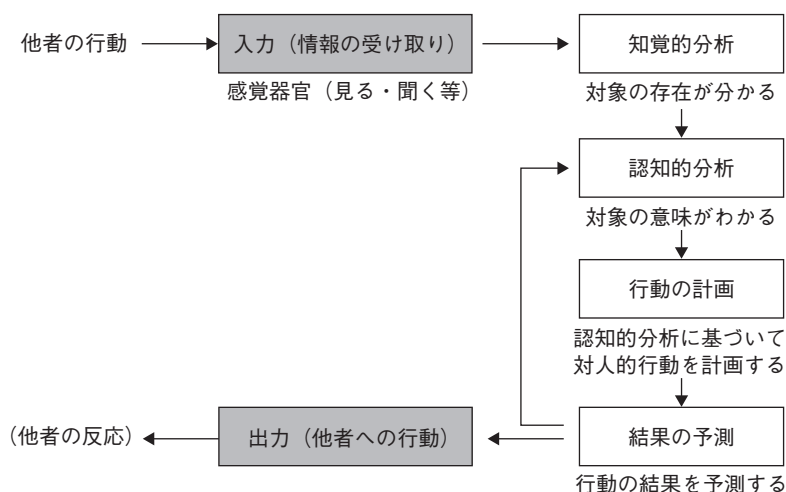 他者の行動
入力（情報の受け取り）
感覚器官（見る・聞く等）
知覚的分析
対象の存在が分かる
認知的分析
対象の意味がわかる
行動の計画
認知的分析に基づいて
対人的行動を計画する
結果の予測
行動の結果を予測する
出力（他者への行動）
（他者の反応）